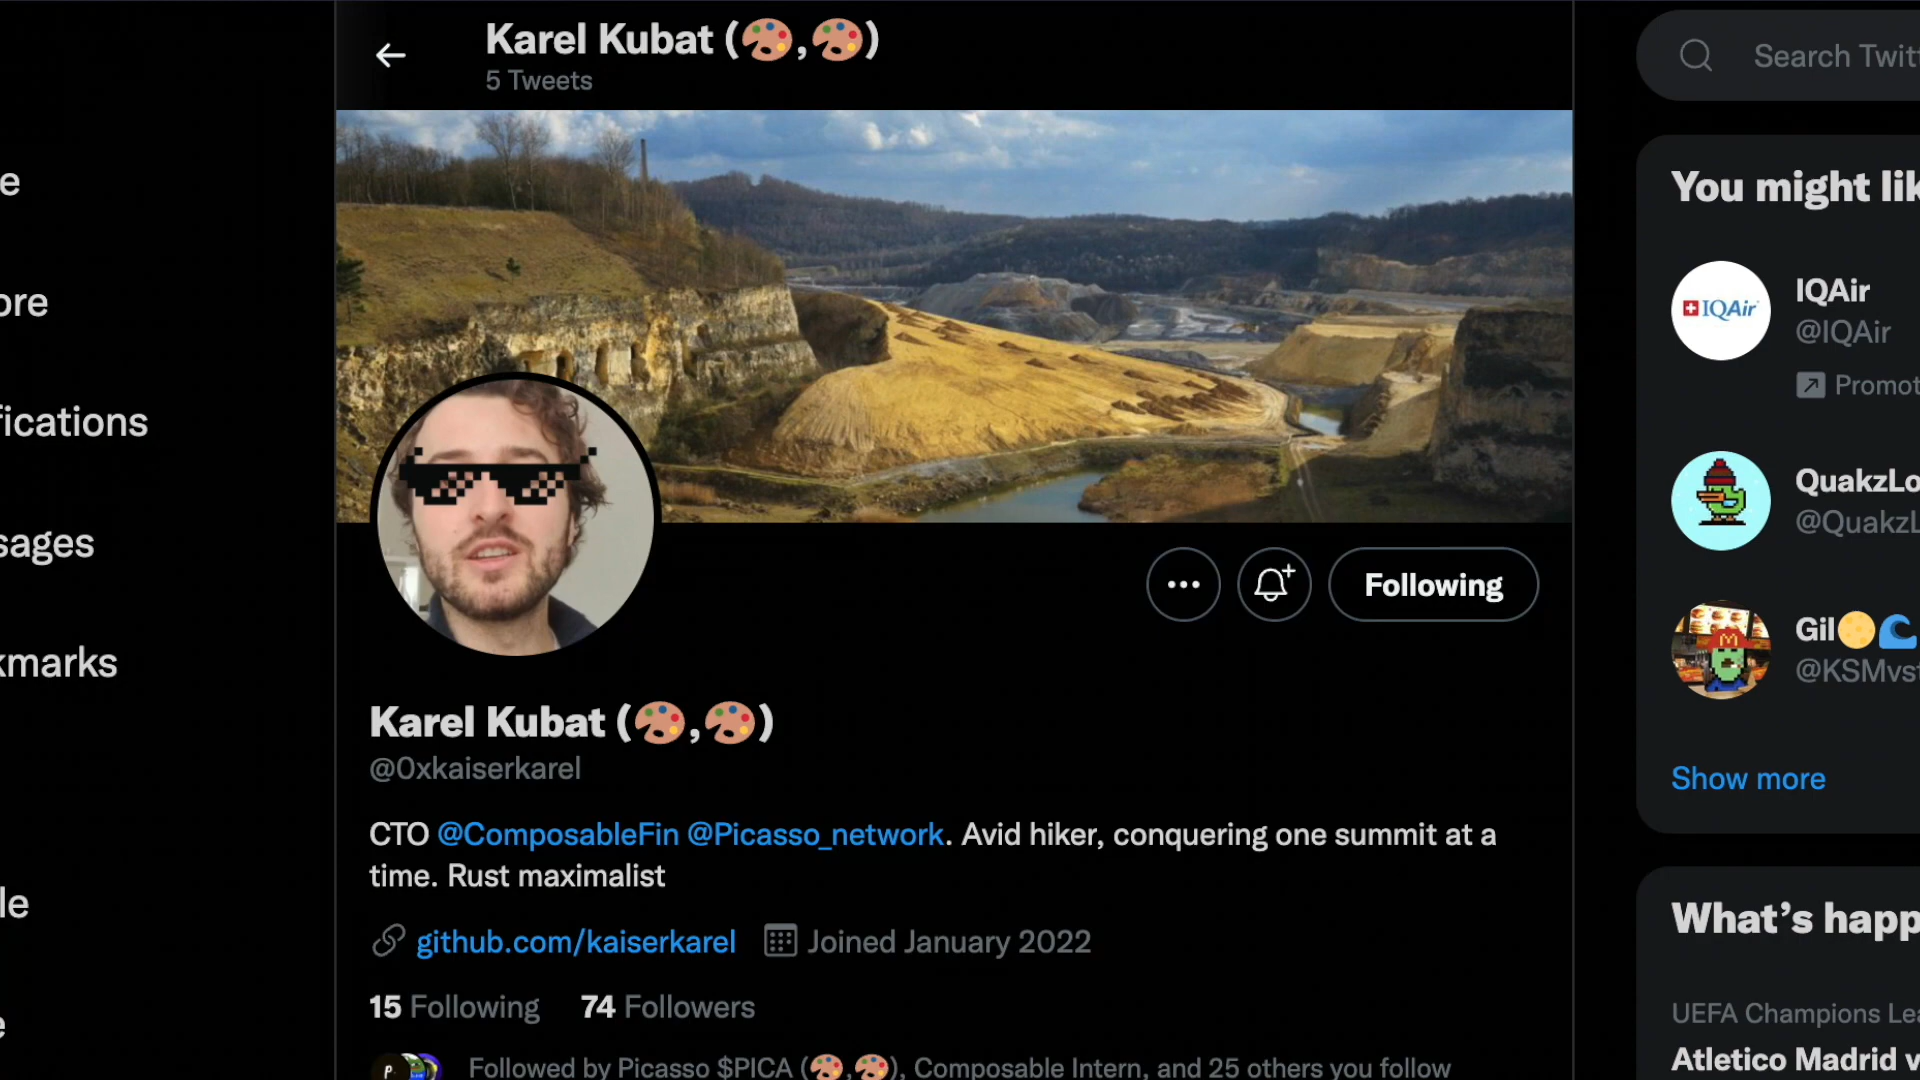 Karel Kubat (🎨,🎨)
5 Tweets
Search Twitt
e
ore
fications
sages
kmarks
le
e
Following
Karel Kubat (🎨,🎨)
@0xkaiserkarel
CTO @ComposableFin @Picasso_network. Avid hiker, conquering one summit at a
time. Rust maximalist
github.com/kaiserkarel Joined January 2022
15 Following 74 Followers
Followed by Picasso $PICA (🎨,🎨), Composable Intern, and 25 others you follow
You might lik
IQAir
IQAir
@IQAir
Promot
QuakzLo
@QuakzL
Gil🌕🌊
@KSMvst
Show more
What's happ
UEFA Champions Lea
Atletico Madrid v